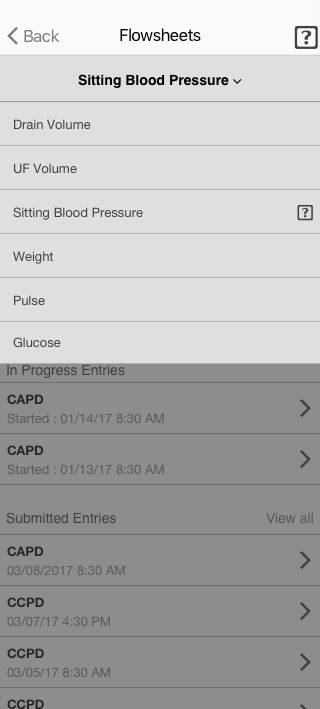 Back
Flowsheets
?
Sitting Blood Pressure
Drain Volume
UF Volume
Sitting Blood Pressure
?
Weight
Pulse
Glucose
In Progress Entries
CAPD
Started : 01/14/17 8:30 AM
CAPD
Started : 01/13/17 8:30 AM
Submitted Entries
View all
CAPD
03/08/2017 8:30 AM
CCPD
03/07/17 4:30 PM
CCPD
03/05/17 8:30 AM
CCPD